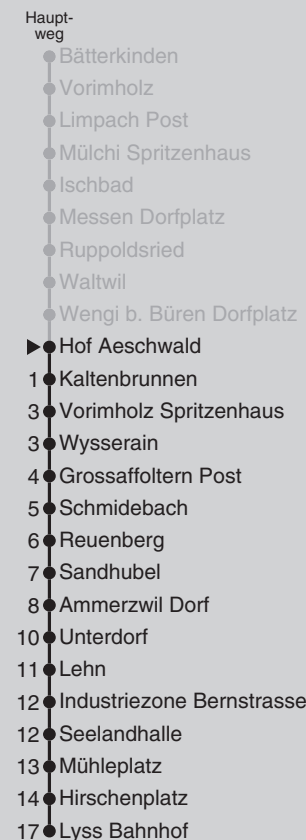 Haupt-
weg
Bätterkinden
Vorimholz
Limpach Post
Mülchi Spritzenhaus
Ischbad
Messen Dorfplatz
Ruppoldsried
Waltwil
Wengi b. Büren Dorfplatz
Hof Aeschwald
1 Kaltenbrunnen
3 Vorimholz Spritzenhaus
3 Wysserain
4 Grossaffoltern Post
5 Schmidebach
6 Reuenberg
7 Sandhubel
8 Ammerzwil Dorf
10 Unterdorf
11 Lehn
12 Industriezone Bernstrasse
12 Seelandhalle
13 Mühleplatz
14 Hirschenplatz
17 Lyss Bahnhof